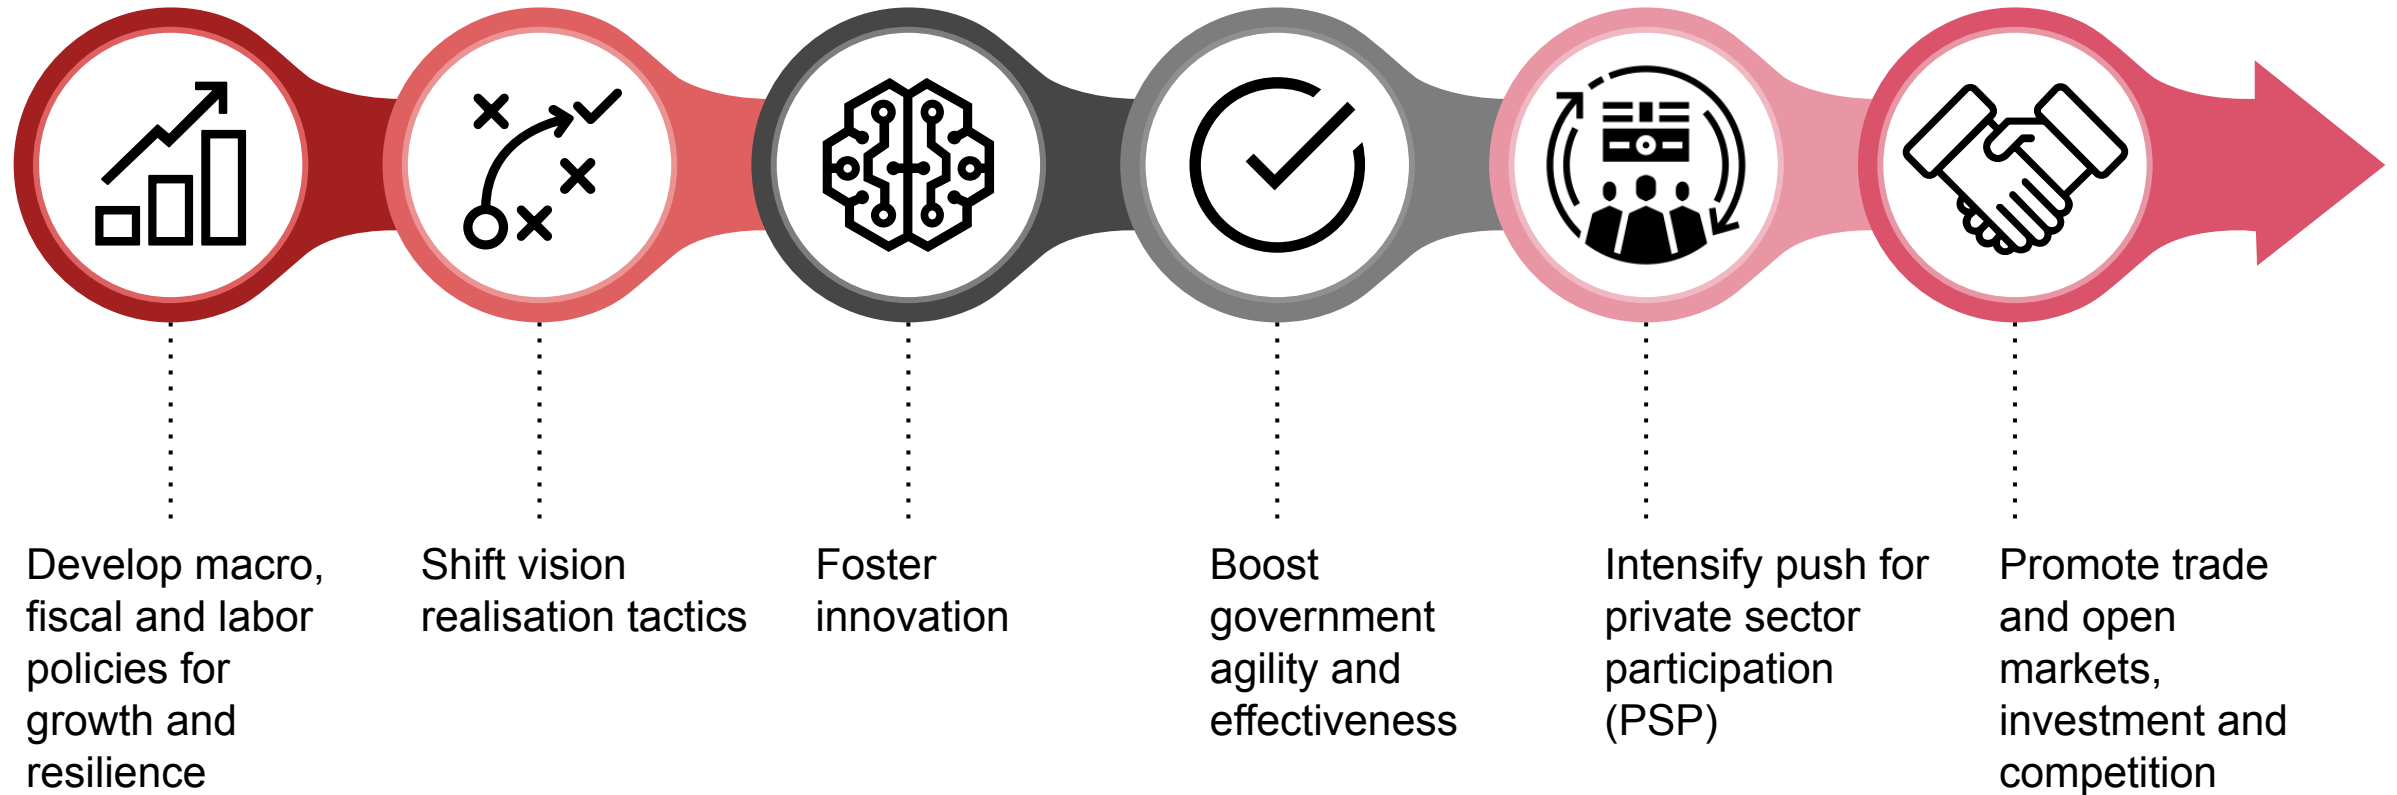 Develop macro,
fiscal and labor
policies for
growth and
resilience
Shift vision
realisation tactics
Foster
innovation
Boost
government
agility and
effectiveness
Intensify push for
private sector
participation
(PSP)
Promote trade
and open
markets,
investment and
competition